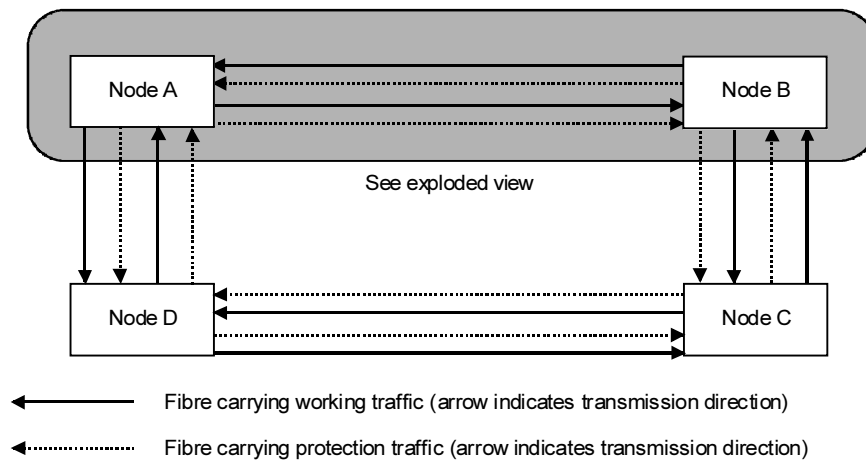 Node A
Node B
See exploded view
Node D
Node C
Fibre carrying working traffic (arrow indicates transmission direction)
Fibre carrying protection traffic (arrow indicates transmission direction)